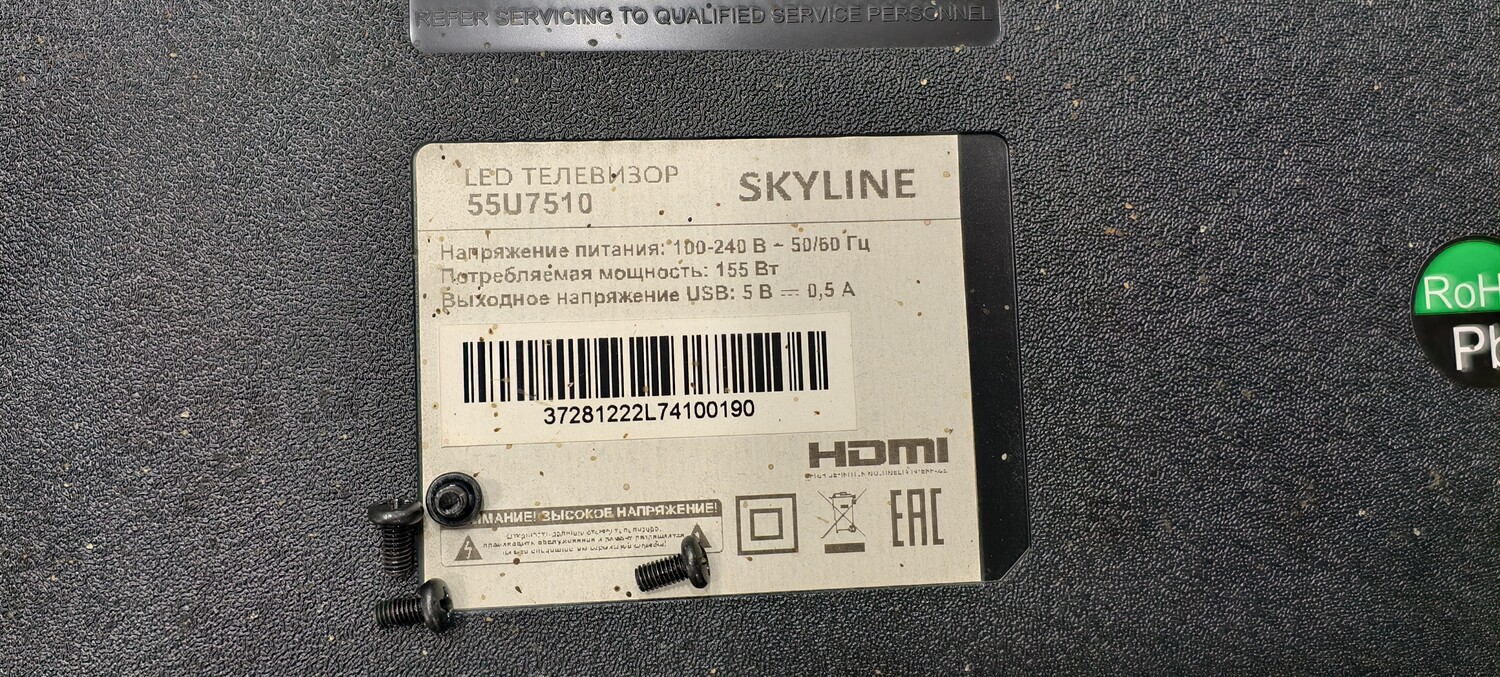 REFER SERVICING TO QUALIFIED SERVICE PERSONNEL
LED ТЕЛЕВИЗОР
55U7510
SKYLINE
Напряжение питания: 100-240 В ~ 50/60 Гц
Потребляемая мощность: 155 Вт
Выходное напряжение USB: 5 В ⎓ 0,5 А
37281222L74100190
HDMI
МАНИЕ! ВЫСОКОЕ НАПРЯЖЕНИЕ!
EAC
RoH
Pb